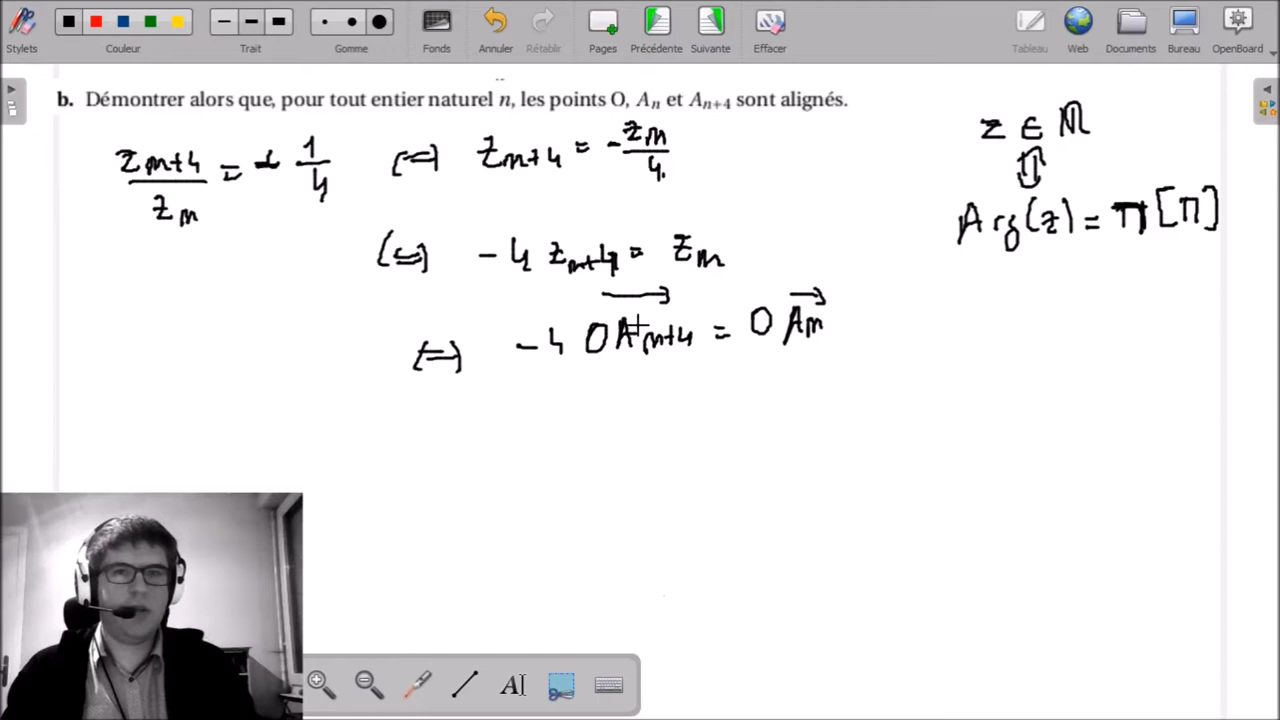 Stylets Couleur Trait Gomme Fonds Annuler Rétablir Pages Précédente Suivante Effacer Tableau Web Documents Bureau OpenBoard
b. Démontrer alors que, pour tout entier naturel n, les points O, Aₙ et Aₙ₊₄ sont alignés.
z ∈ ℝ
zₙ₊₄ / zₙ = - 1/4 ⟺ zₙ₊₄ = - zₙ/4.
⇕
Arg(z) = π [π]
⟺ - 4 zₙ₊₄ = zₙ
⟺ - 4 OAₙ₊₄→ = OAₙ→
A